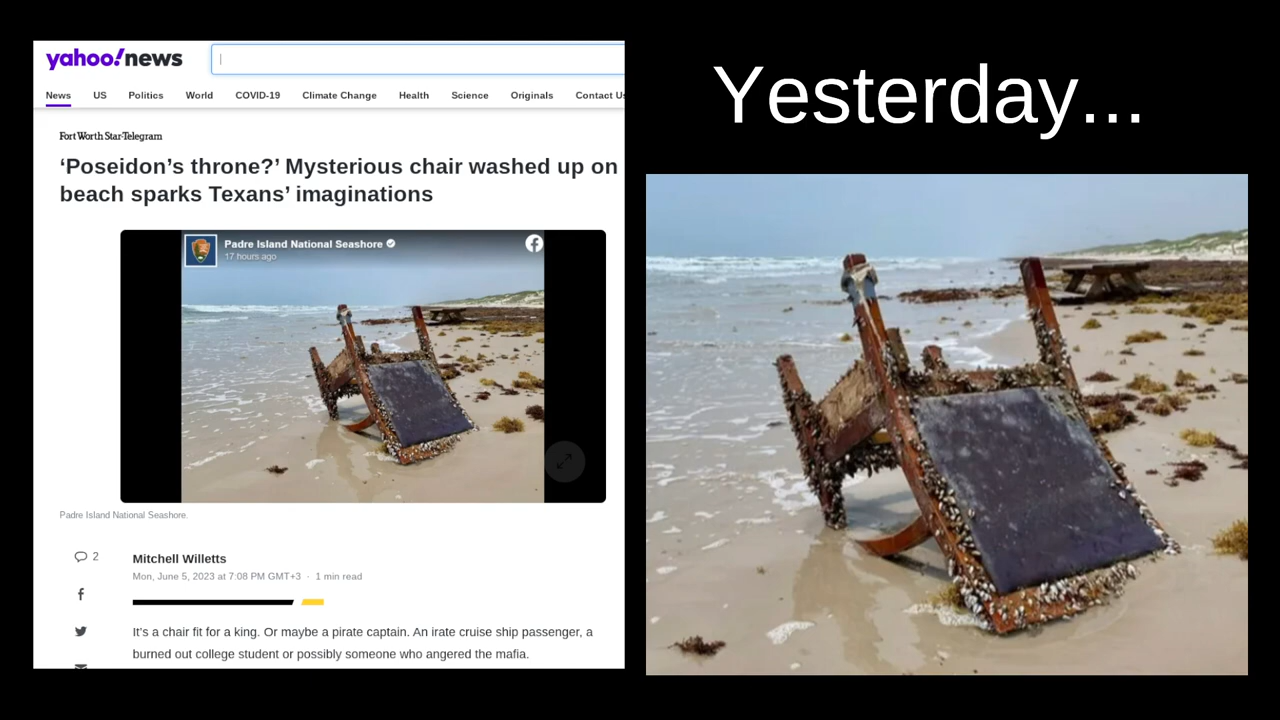 yahoo!news
News US Politics World COVID-19 Climate Change Health Science Originals Contact Us
Fort Worth Star-Telegram
‘Poseidon’s throne?’ Mysterious chair washed up on
beach sparks Texans’ imaginations
Padre Island National Seashore
17 hours ago
Padre Island National Seashore.
2
Mitchell Willetts
Mon, June 5, 2023 at 7:08 PM GMT+3 · 1 min read
It’s a chair fit for a king. Or maybe a pirate captain. An irate cruise ship passenger, a
burned out college student or possibly someone who angered the mafia.
Yesterday...